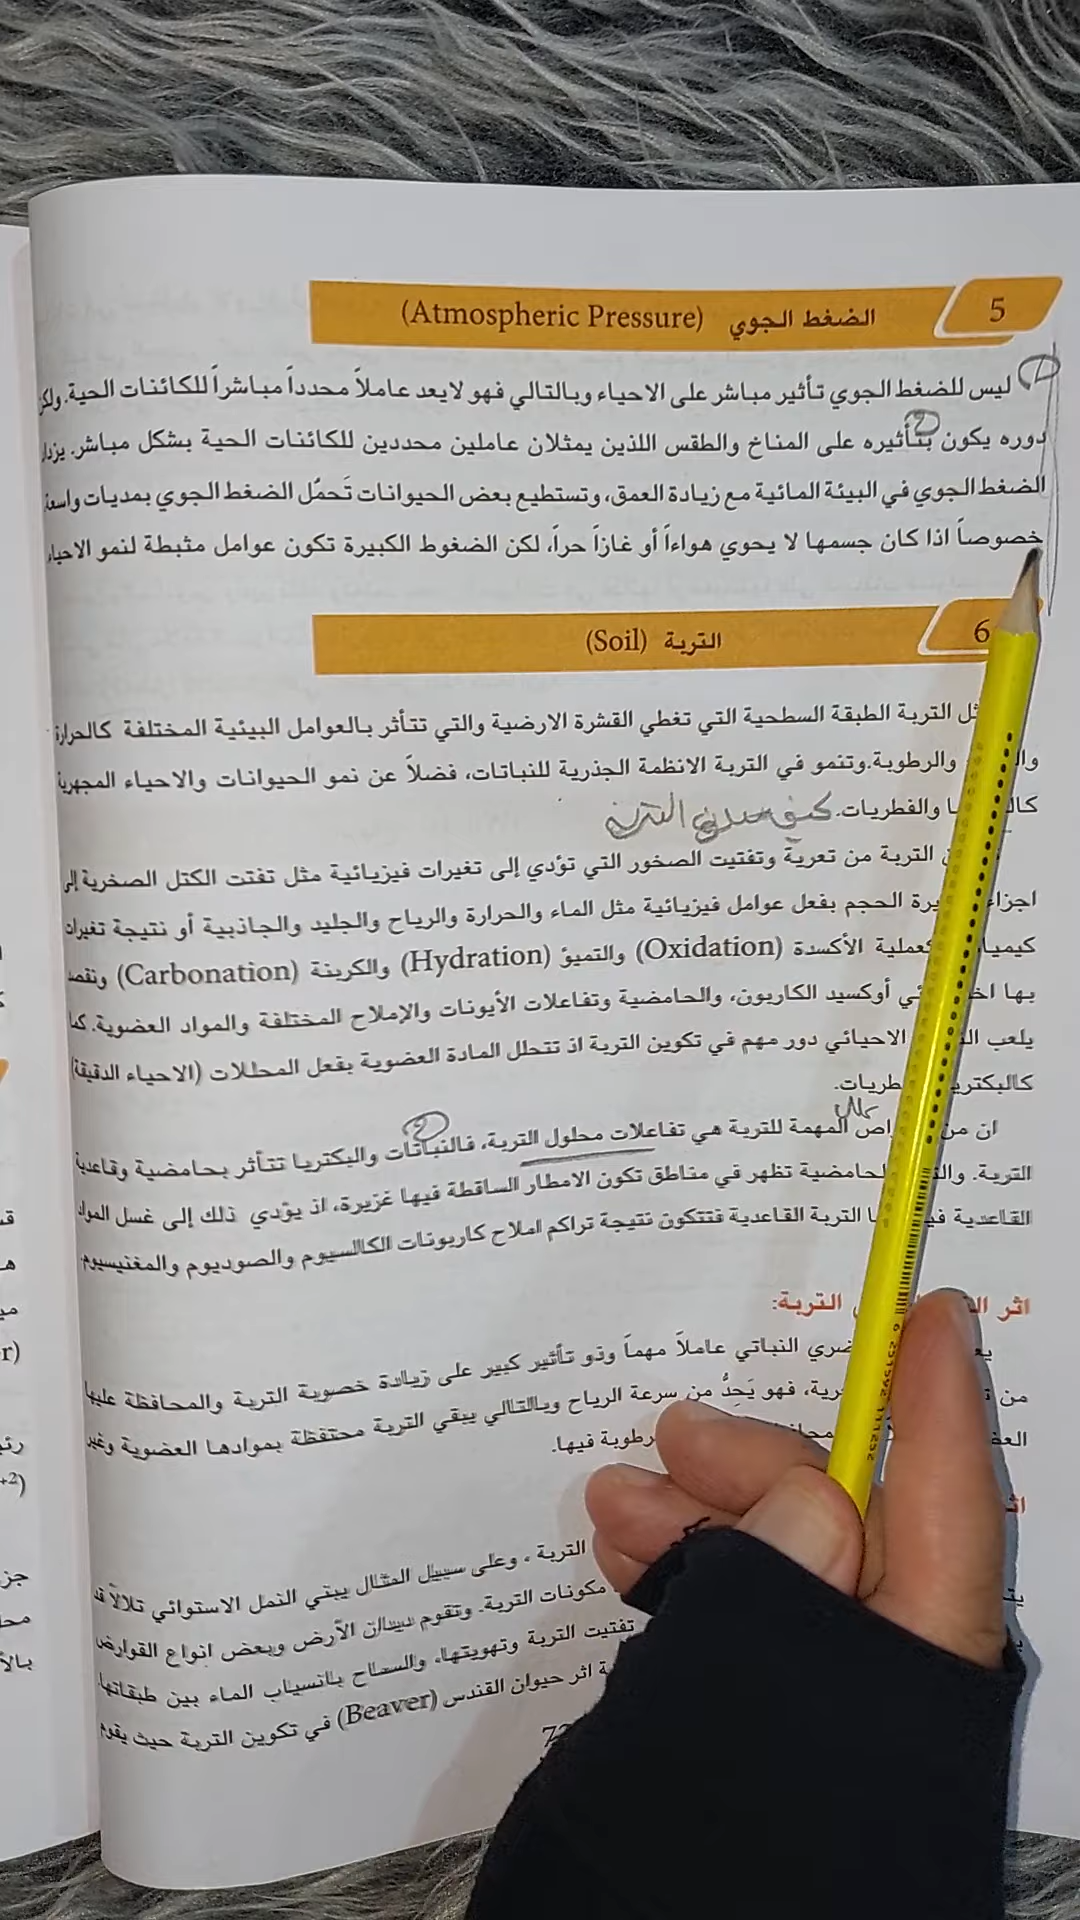 5
الضغط الجوي (Atmospheric Pressure)
ليس للضغط الجوي تأثير مباشر على الاحياء وبالتالي فهو لايعد عاملاً محدداً مباشراً للكائنات الحية. ولكن
دوره يكون بتأثيره على المناخ والطقس اللذين يمثلان عاملين محددين للكائنات الحية بشكل مباشر. يزداد
الضغط الجوي في البيئة المائية مع زيادة العمق، وتستطيع بعض الحيوانات تَحمُل الضغط الجوي بمديات واسعة
خصوصاً اذا كان جسمها لا يحوي هواءاً أو غازاً حراً، لكن الضغوط الكبيرة تكون عوامل مثبطة لنمو الاحياء
6
التربة (Soil)
التربة الطبقة السطحية التي تغطي القشرة الارضية والتي تتأثر بالعوامل البيئية المختلفة كالحرارة
والرطوبة.وتنمو في التربة الانظمة الجذرية للنباتات، فضلاً عن نمو الحيوانات والاحياء المجهرية
والفطريات. التربة
التربة من تعرية وتفتيت الصخور التي تؤدي إلى تغيرات فيزيائية مثل تفتت الكتل الصخرية إلى
اجزاء الحجم بفعل عوامل فيزيائية مثل الماء والحرارة والرياح والجليد والجاذبية أو نتيجة تغيرات
كعملية الأكسدة (Oxidation) والتميؤ (Hydration) والكربنة (Carbonation) ونقصد
بها أوكسيد الكاربون، والحامضية وتفاعلات الأيونات والإملاح المختلفة والمواد العضوية. كما
يلعب الاحيائي دور مهم في تكوين التربة اذ تتحلل المادة العضوية بفعل المحللات (الاحياء الدقيقة)
ان من المهمة للتربة هي تفاعلات محلول التربة، فالنباتات والبكتريا تتأثر بحامضية وقاعدية
التربة. الحامضية تظهر في مناطق تكون الامطار الساقطة فيها غزيرة، اذ يؤدي ذلك إلى غسل المواد
القاعدية التربة القاعدية فتتكون نتيجة تراكم املاح كاربونات الكالسيوم والصوديوم والمغنيسيوم.
اثر التربة:
النباتي عاملاً مهماً وذو تأثير كبير على زيادة خصوبة التربة والمحافظة عليها
من فهو يَحِدُّ من سرعة الرياح وبالتالي يبقي التربة محتفظة بموادها العضوية وغير
فيها.
التربة ، وعلى سبيل المثال يبني النمل الاستوائي تلالاً قد
مكونات التربة. وتقوم ديدان الأرض وبعض انواع القوارض
تفتيت التربة وتهويتها، والسماح بانسياب الماء بين طبقاتها.
اثر حيوان القندس (Beaver) في تكوين التربة حيث يقوم